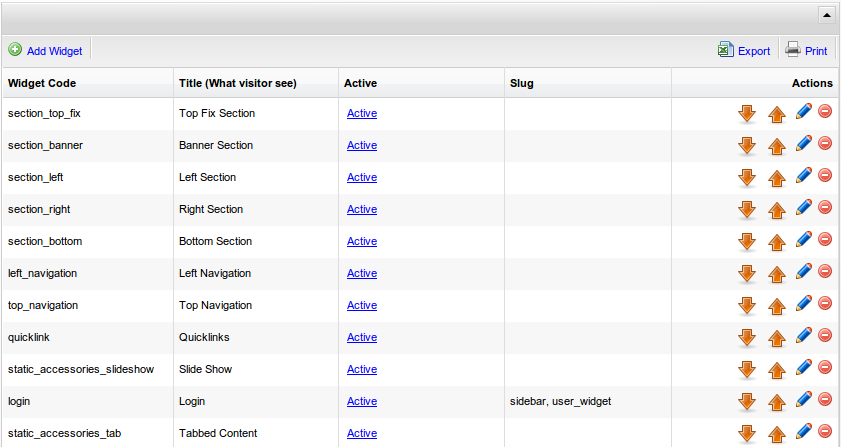 Add Widget Export Print
Widget Code Title (What visitor see) Active Slug Actions
section_top_fix Top Fix Section Active
section_banner Banner Section Active
section_left Left Section Active
section_right Right Section Active
section_bottom Bottom Section Active
left_navigation Left Navigation Active
top_navigation Top Navigation Active
quicklink Quicklinks Active
static_accessories_slideshow Slide Show Active
login Login Active sidebar, user_widget
static_accessories_tab Tabbed Content Active